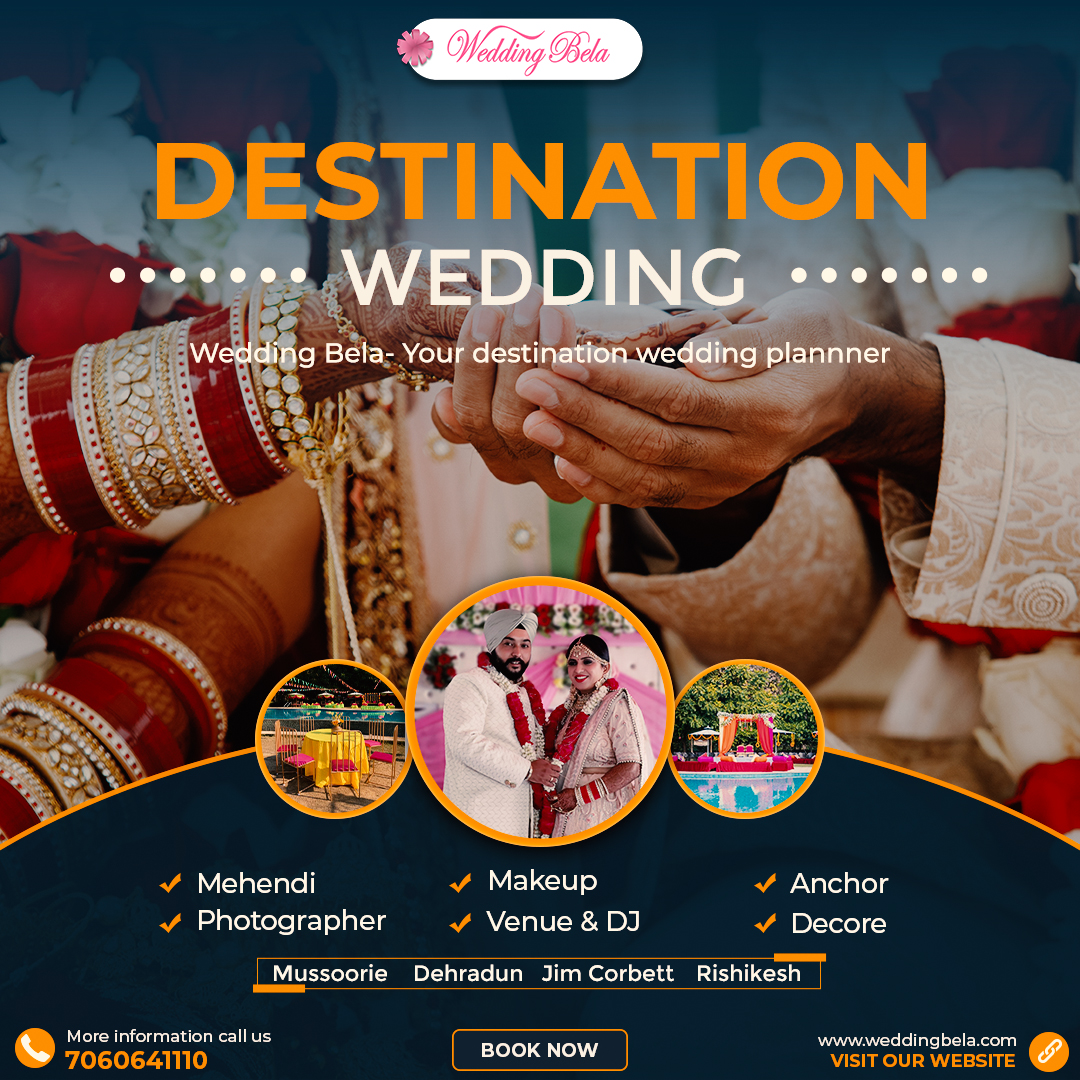 Wedding Bela
DESTINATION
WEDDING
Wedding Bela- Your destination wedding plannner
Mehendi
Makeup
Anchor
Photographer
Venue & DJ
Decore
Mussoorie Dehradun Jim Corbett Rishikesh
More information call us
7060641110
BOOK NOW
www.weddingbela.com
VISIT OUR WEBSITE